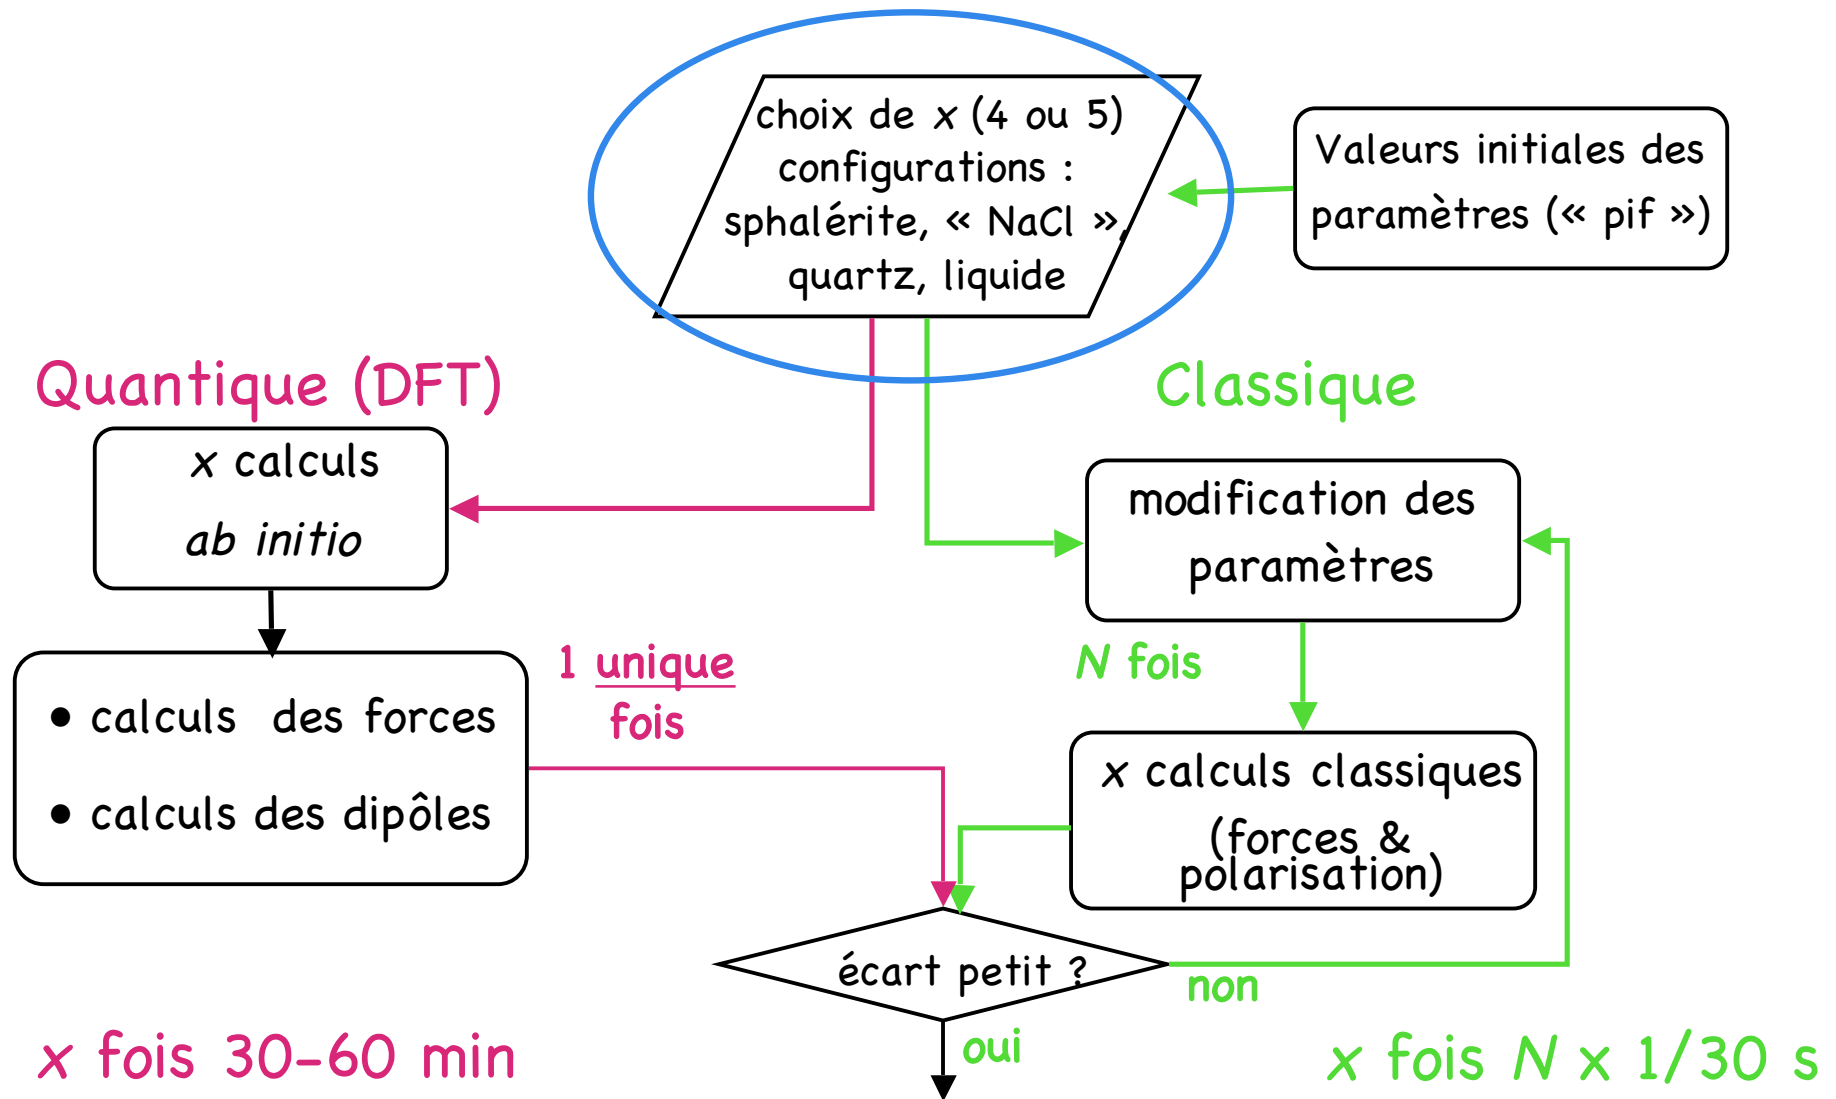 choix de x (4 ou 5)
configurations :
sphalérite, « NaCl »,
quartz, liquide
Valeurs initiales des
paramètres (« pif »)
Quantique (DFT)
Classique
x calculs
ab initio
modification des
paramètres
1 unique
fois
N fois
• calculs des forces
• calculs des dipôles
x calculs classiques
(forces &
polarisation)
écart petit ?
non
oui
x fois 30-60 min
x fois N x 1/30 s